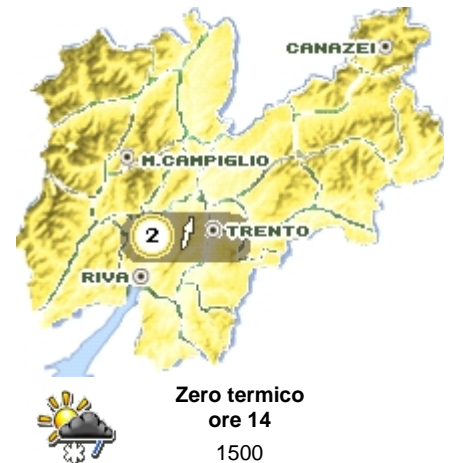 CANAZEI
M.CAMPIGLIO
2
TRENTO
RIVA
Zero termico
ore 14
1500